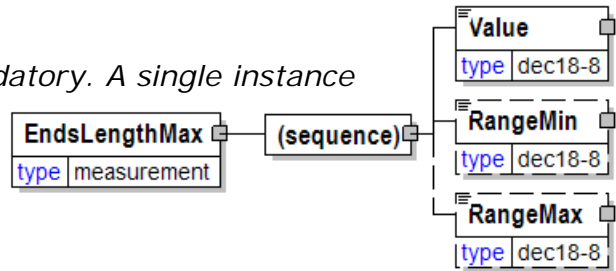 Value
type dec18-8
datory. A single instance
EndsLengthMax
type measurement
(sequence)
RangeMin
type dec18-8
RangeMax
type dec18-8